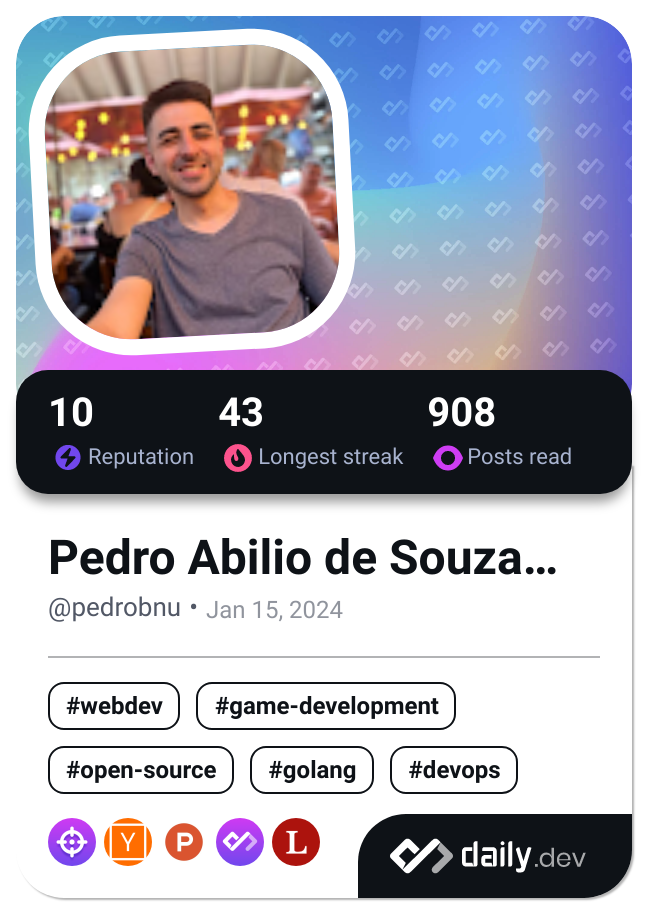 10 43 908
Reputation Longest streak Posts read
Pedro Abilio de Souza...
@pedrobnu • Jan 15, 2024
#webdev #game-development
#open-source #golang #devops
Y P L daily.dev